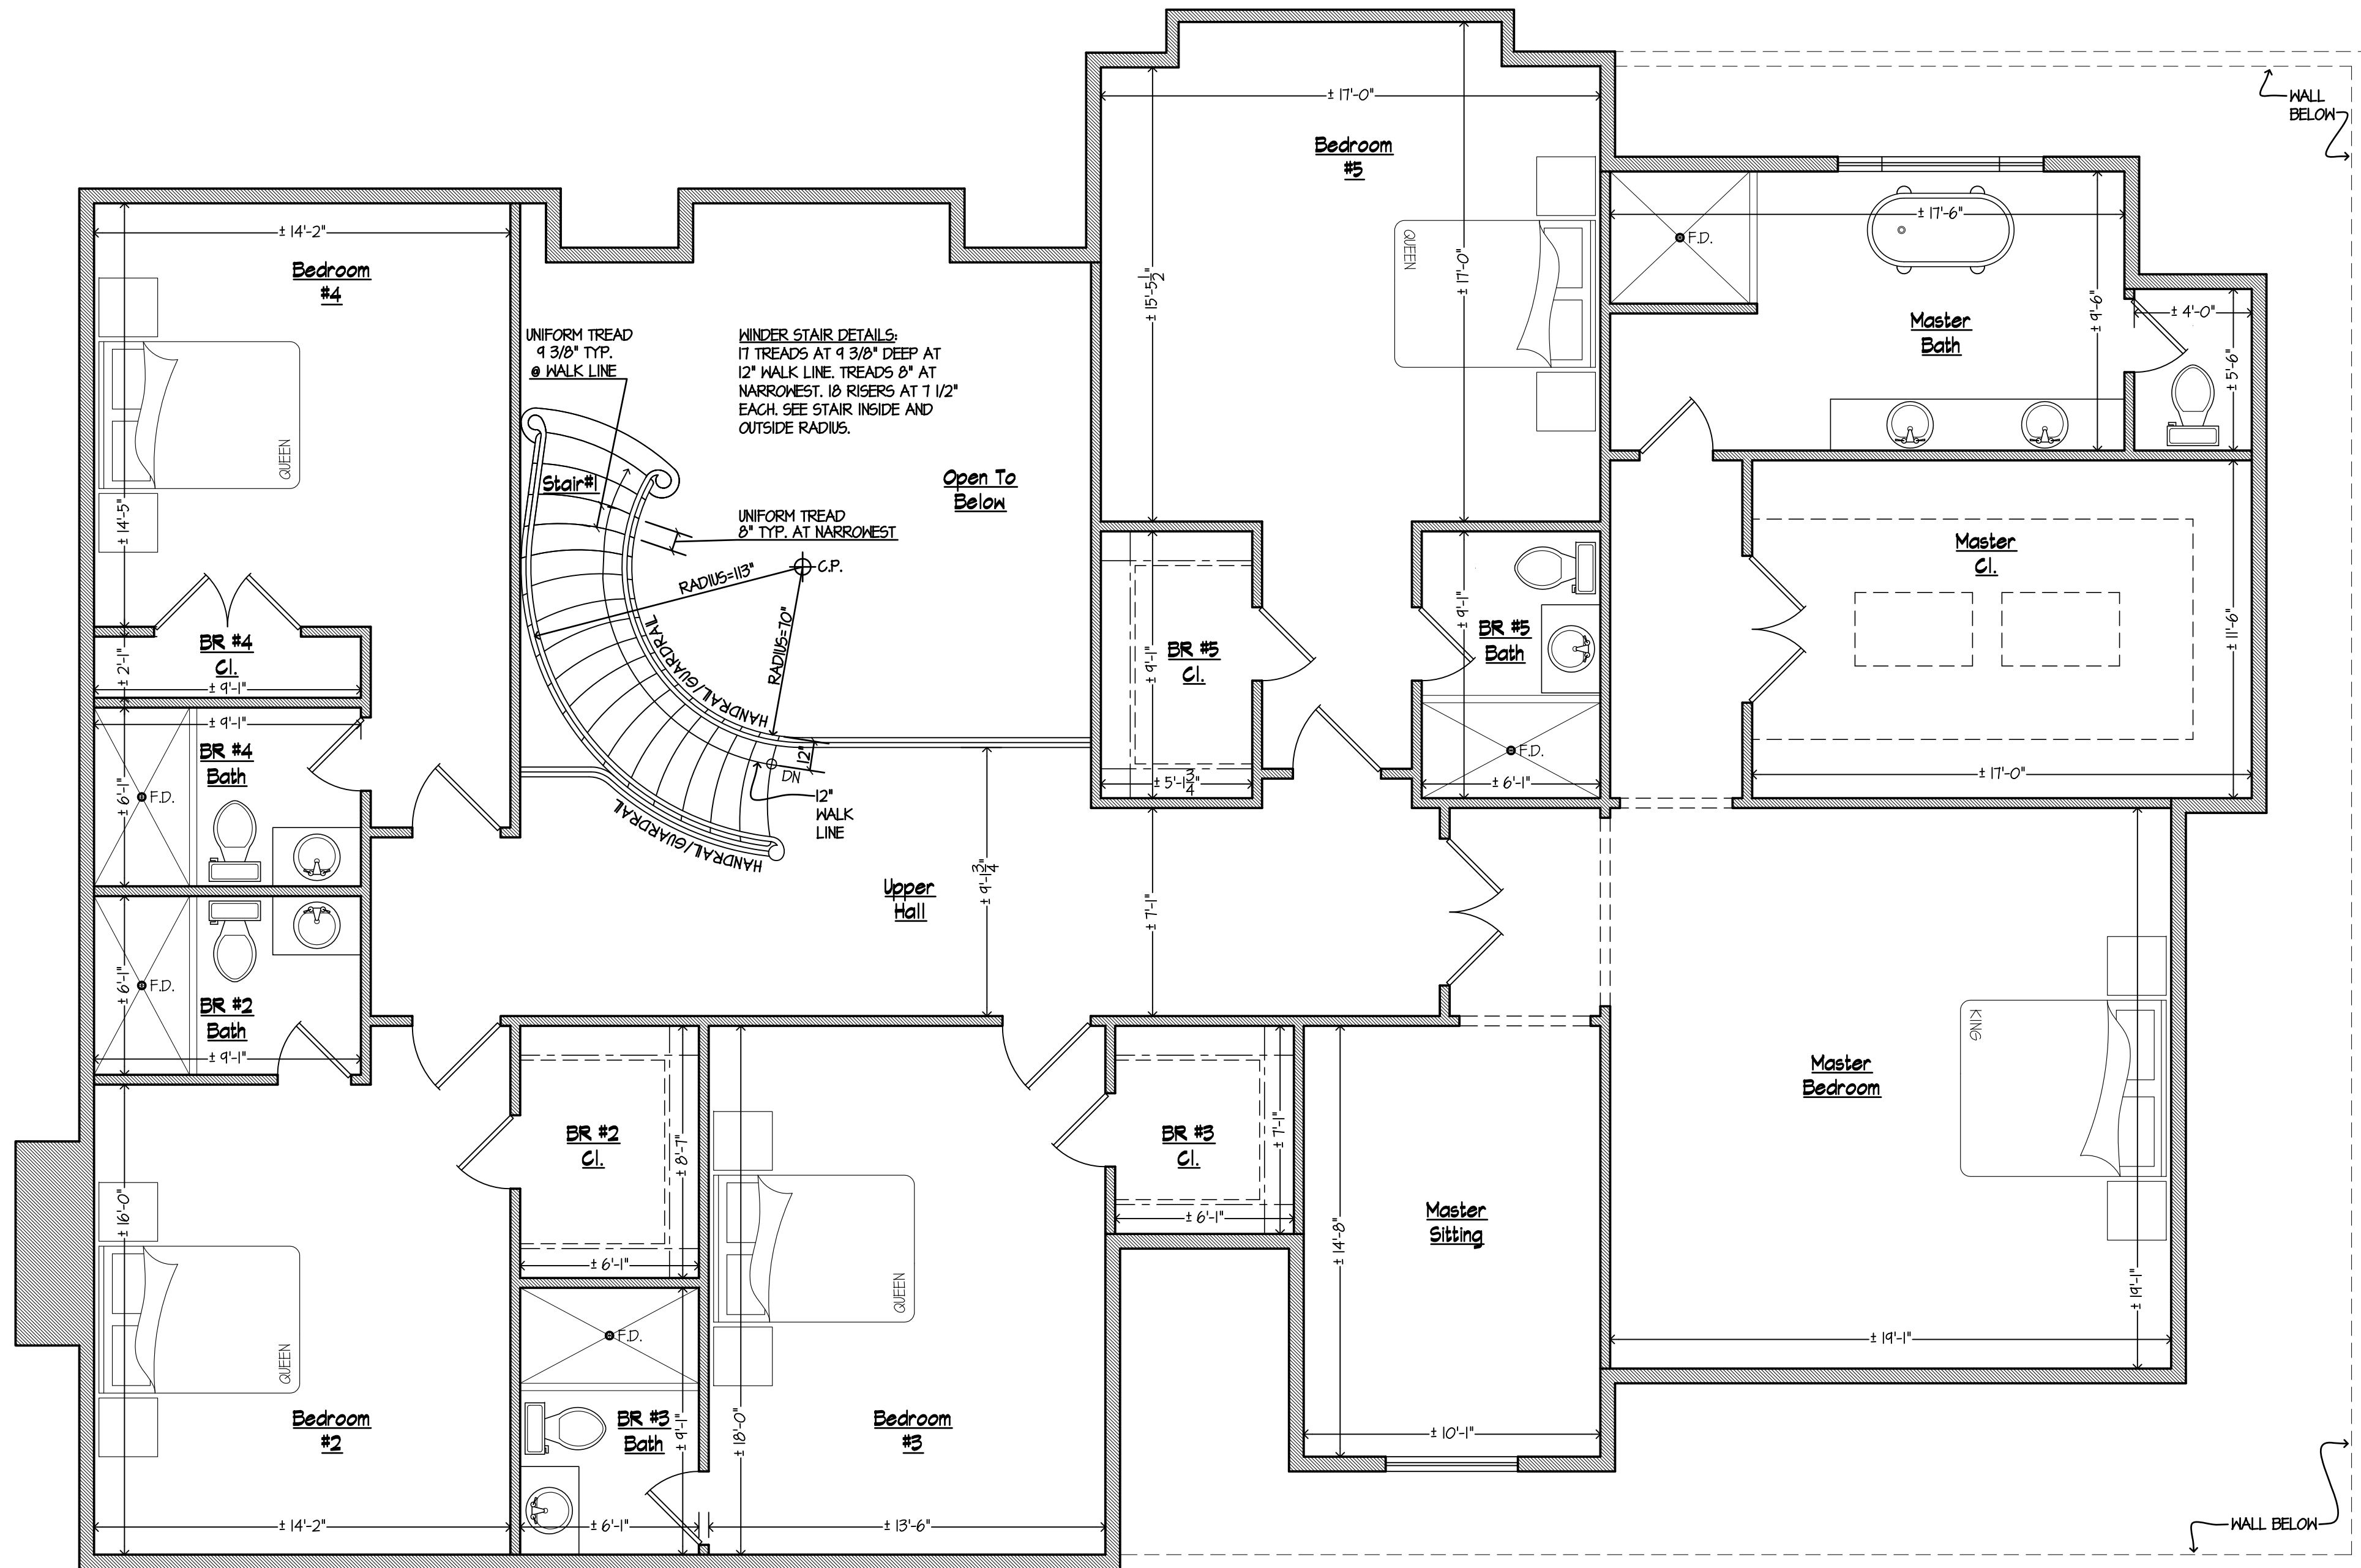 WALL
BELOW
± 17'-0"
Bedroom
#5
± 15'-5 1/2"
± 17'-0"
QUEEN
± 14'-2"
Bedroom
#4
± 14'-5"
QUEEN
± 17'-6"
F.D.
Master
Bath
± 9'-6"
± 4'-0"
± 5'-6"
UNIFORM TREAD
9 3/8" TYP.
@ WALK LINE
WINDER STAIR DETAILS:
17 TREADS AT 9 3/8" DEEP AT
12" WALK LINE. TREADS 8" AT
NARROWEST. 18 RISERS AT 7 1/2"
EACH. SEE STAIR INSIDE AND
OUTSIDE RADIUS.
Stair#1
Open To
Below
UNIFORM TREAD
8" TYP. AT NARROWEST
C.P.
RADIUS=113"
RADIUS=70"
HANDRAIL/GUARDRAIL
HANDRAIL/GUARDRAIL
12"
DN
12"
WALK
LINE
BR #4
Cl.
± 2'-1"
± 9'-1"
± 9'-1"
BR #4
Bath
± 6'-1"
F.D.
BR #5
Cl.
± 9'-1"
± 5'-1 3/4"
BR #5
Bath
± 9'-1"
F.D.
± 6'-1"
Master
Cl.
± 11'-6"
± 17'-0"
Upper
Hall
± 9'-1 3/4"
± 7'-1"
± 6'-1"
F.D.
BR #2
Bath
± 9'-1"
BR #2
Cl.
± 8'-7"
± 6'-1"
BR #3
Cl.
± 7'-1"
± 6'-1"
Master
Bedroom
KING
± 19'-1"
± 19'-1"
Master
Sitting
± 14'-8"
± 10'-1"
± 16'-0"
QUEEN
Bedroom
#2
± 14'-2"
F.D.
BR #3
Bath
± 9'-1"
± 6'-1"
QUEEN
± 18'-0"
Bedroom
#3
± 13'-6"
WALL BELOW